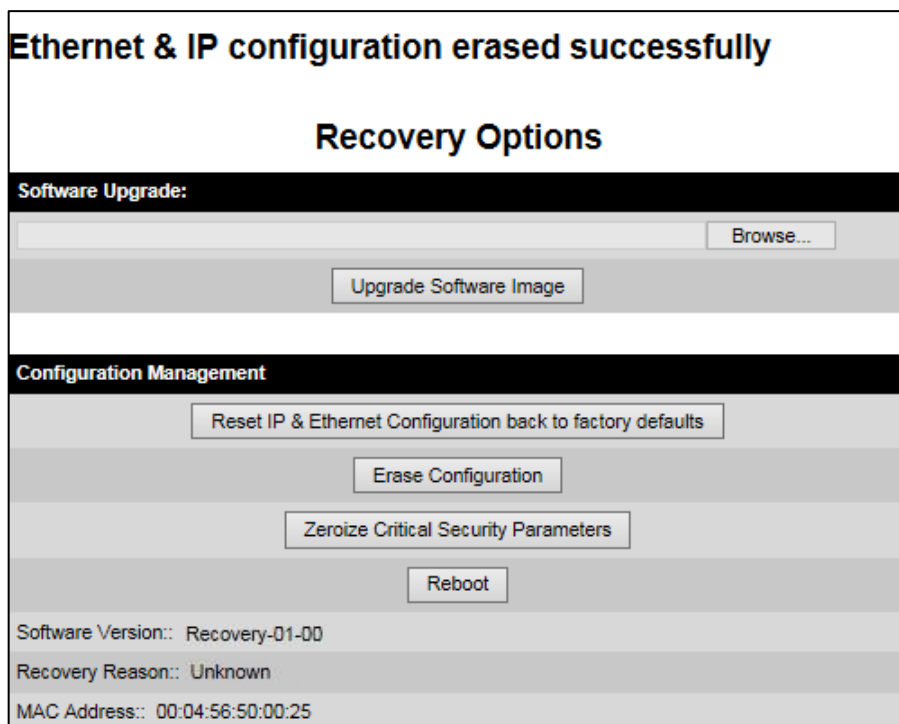 Ethernet & IP configuration erased successfully
Recovery Options
Software Upgrade:
Browse...
Upgrade Software Image
Configuration Management
Reset IP & Ethernet Configuration back to factory defaults
Erase Configuration
Zeroize Critical Security Parameters
Reboot
Software Version:: Recovery-01-00
Recovery Reason:: Unknown
MAC Address:: 00:04:56:50:00:25